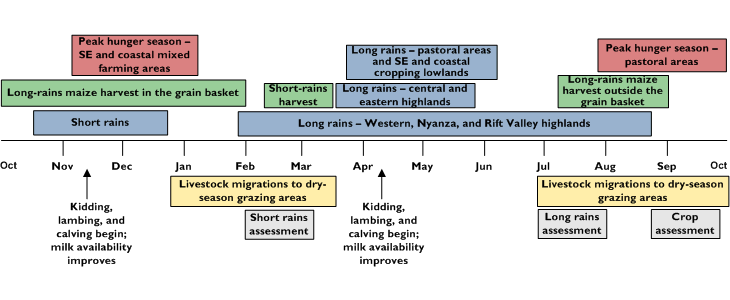 Peak hunger season –
SE and coastal mixed
farming areas
Long rains – pastoral areas
and SE and coastal
cropping lowlands
Peak hunger season –
pastoral areas
Long-rains maize harvest in the grain basket
Short-rains
harvest
Long rains – central and
eastern highlands
Long-rains maize
harvest outside the
grain basket
Short rains
Long rains – Western, Nyanza, and Rift Valley highlands
Oct Nov Dec Jan Feb Mar Apr May Jun Jul Aug Sep Oct
Livestock migrations to dry-
season grazing areas
Livestock migrations to dry-season
grazing areas
Kidding,
lambing, and
calving begin;
milk availability
improves
Short rains
assessment
Kidding,
lambing, and
calving begin;
milk availability
improves
Long rains
assessment
Crop
assessment